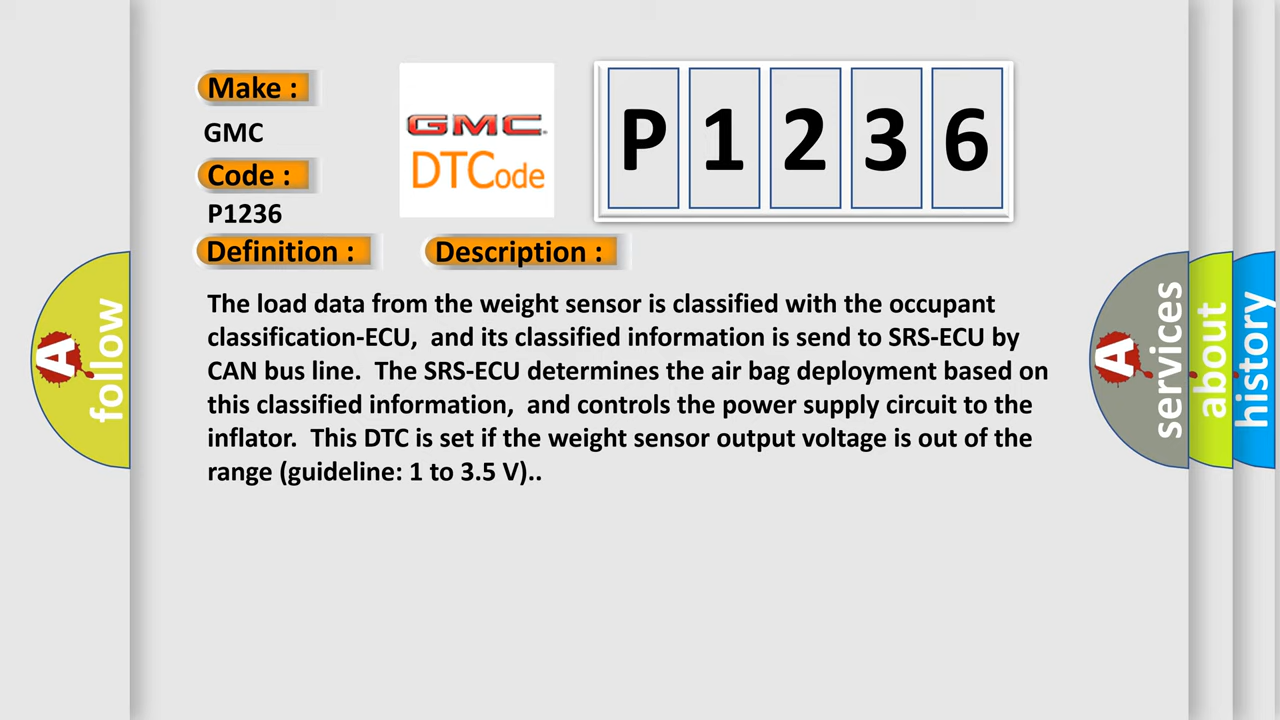 Make :
GMC
Code :
P1236
GMC
DTCode
P1236
Definition :
Description :
The load data from the weight sensor is classified with the occupant
classification-ECU, and its classified information is send to SRS-ECU by
CAN bus line. The SRS-ECU determines the air bag deployment based on
this classified information, and controls the power supply circuit to the
inflator. This DTC is set if the weight sensor output voltage is out of the
range (guideline: 1 to 3.5 V)..
A follow
A services
about
history